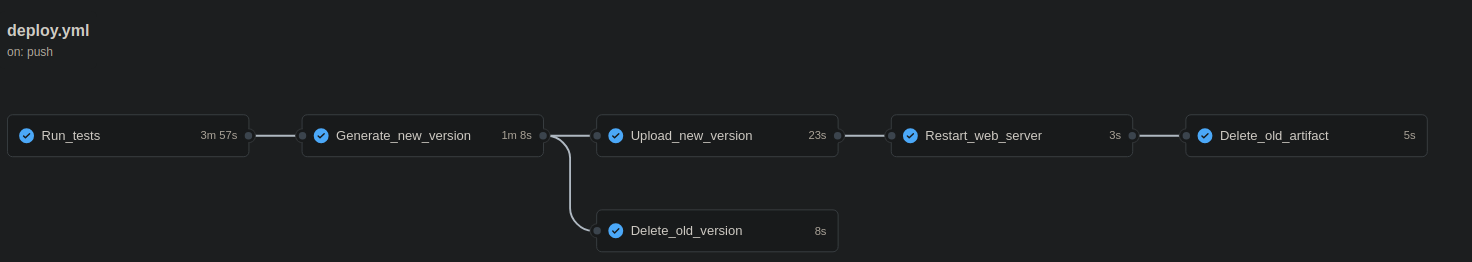 deploy.yml
on: push
Run_tests 3m 57s
Generate_new_version 1m 8s
Upload_new_version 23s
Restart_web_server 3s
Delete_old_artifact 5s
Delete_old_version 8s